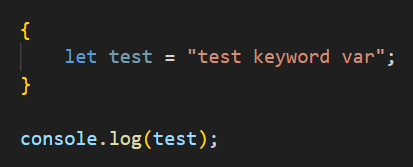 {
    let test = "test keyword var";
}
console.log(test);